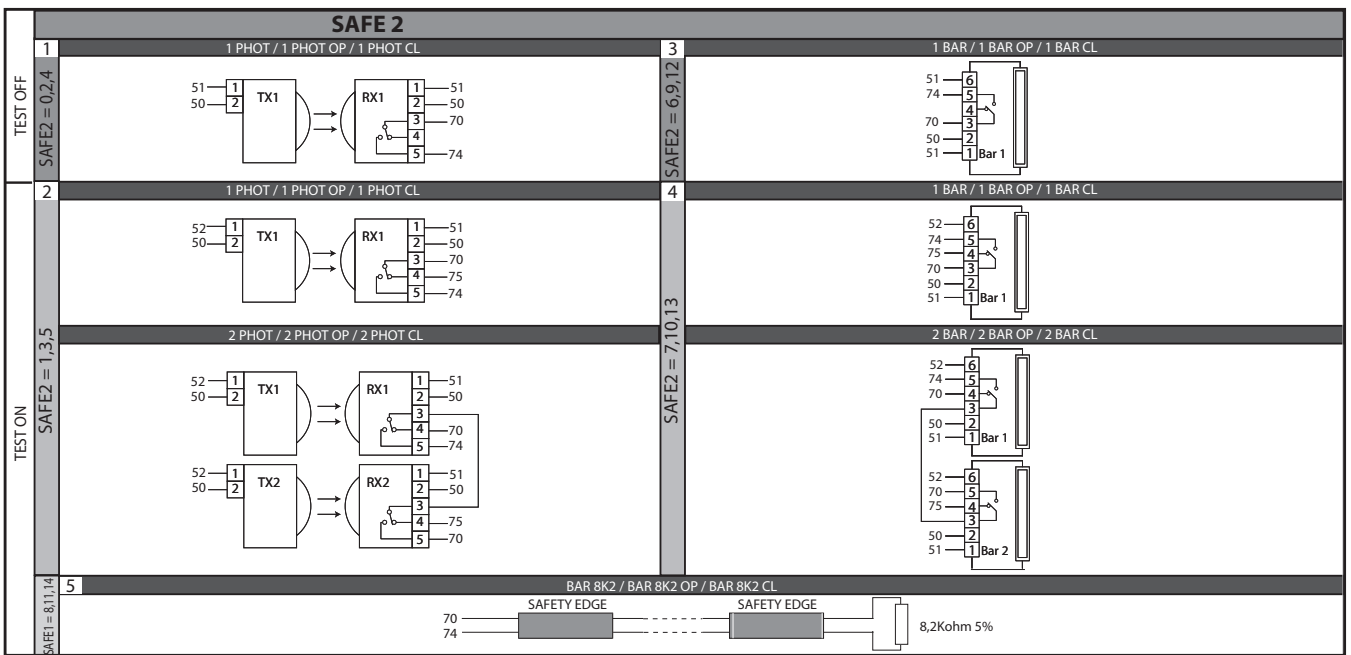 SAFE 2
TEST OFF
1
1 PHOT / 1 PHOT OP / 1 PHOT CL
SAFE2 = 0,2,4
51 1
50 2
TX1
RX1
1 51
2 50
3 70
4
5 74
3
1 BAR / 1 BAR OP / 1 BAR CL
SAFE2 = 6,9,12
51 6
74 5
4
70 3
50 2
51 1 Bar 1
TEST ON
2
1 PHOT / 1 PHOT OP / 1 PHOT CL
SAFE2 = 1,3,5
52 1
50 2
TX1
RX1
1 51
2 50
3 70
4 75
5 74
2 PHOT / 2 PHOT OP / 2 PHOT CL
52 1
50 2
TX1
RX1
1 51
2 50
3
4 70
5 74
52 1
50 2
TX2
RX2
1 51
2 50
3
4 75
5 70
4
1 BAR / 1 BAR OP / 1 BAR CL
SAFE2 = 7,10,13
52 6
74 5
75 4
70 3
50 2
51 1 Bar 1
2 BAR / 2 BAR OP / 2 BAR CL
52 6
74 5
70 4
3
50 2
51 1 Bar 1
52 6
70 5
75 4
3
50 2
51 1 Bar 2
SAFE1 = 8,11,14
5
BAR 8K2 / BAR 8K2 OP / BAR 8K2 CL
SAFETY EDGE
SAFETY EDGE
70
74
8,2Kohm 5%